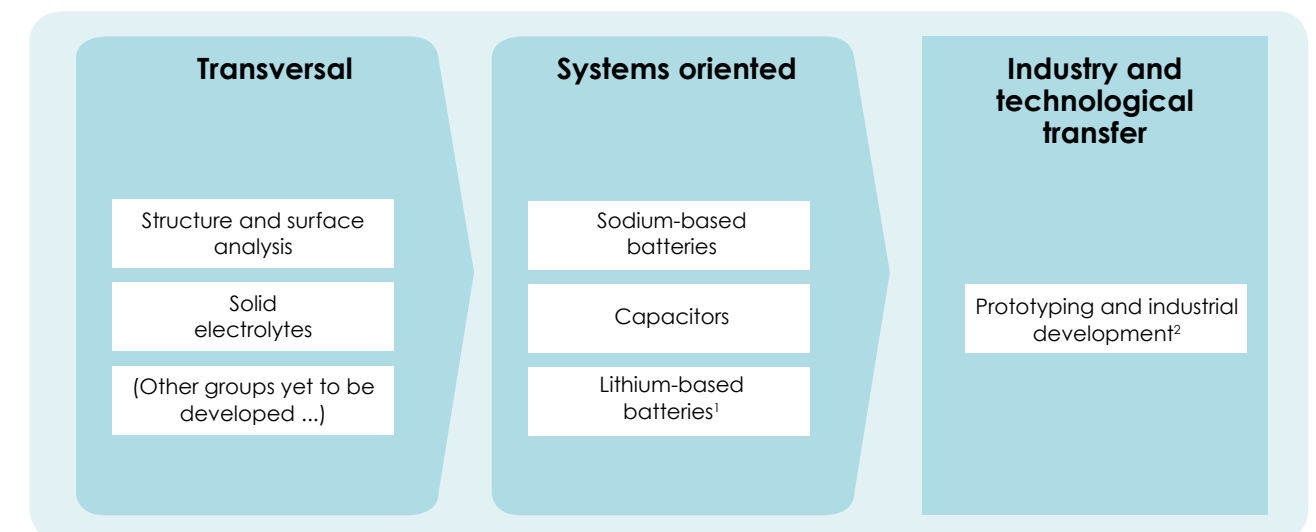 Transversal
Structure and surface
analysis
Solid
electrolytes
(Other groups yet to be
developed ...)
Systems oriented
Sodium-based
batteries
Capacitors
Lithium-based
batteries¹
Industry and
technological
transfer
Prototyping and industrial
development²